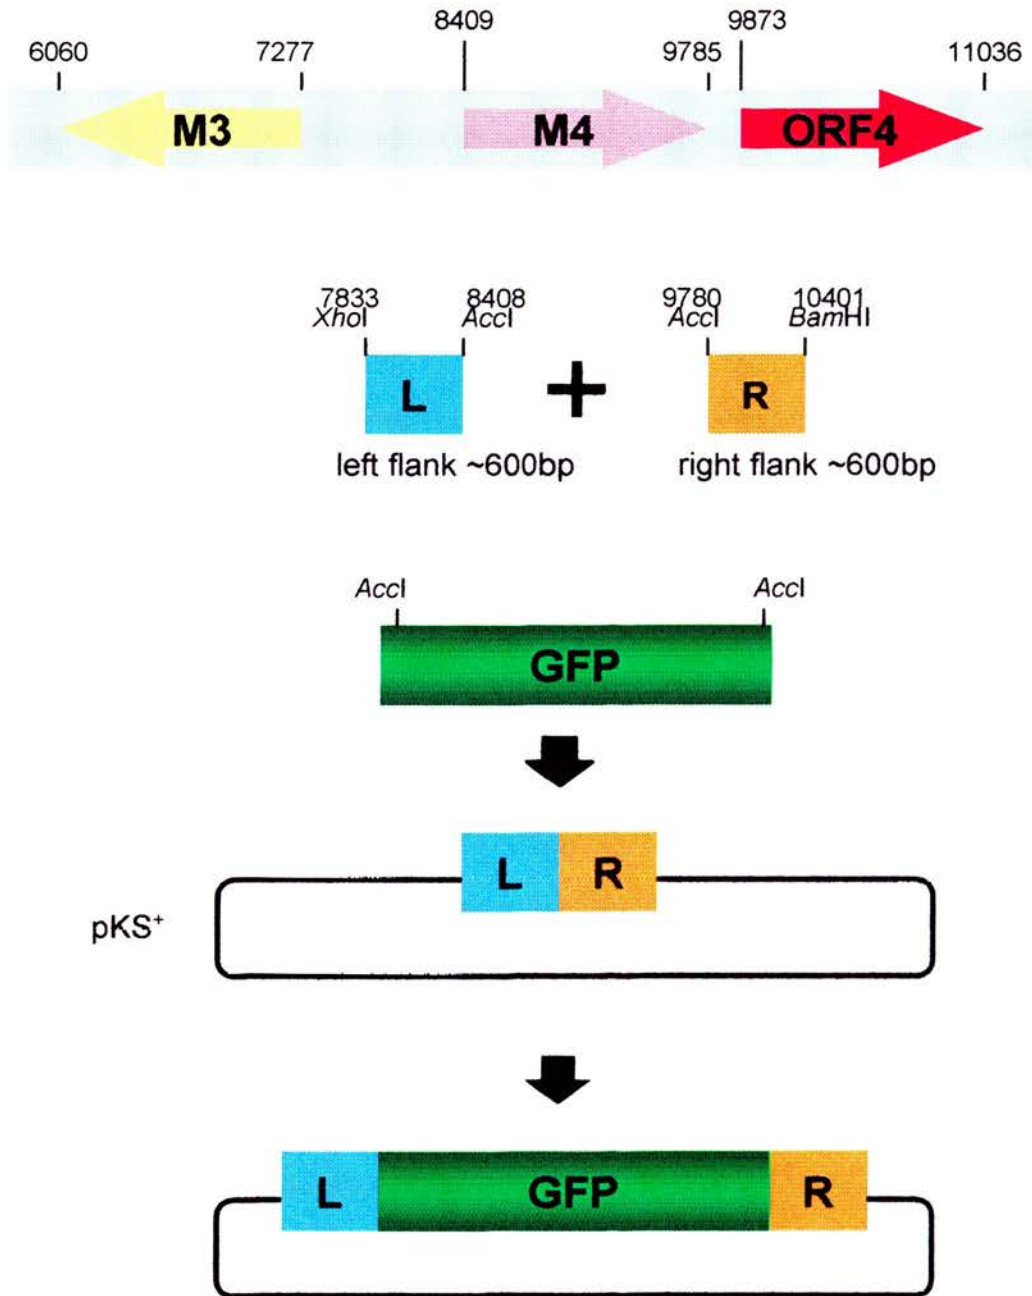 6060 7277 8409 9785 9873 11036
M3 M4 ORF4
7833 8408 9780 10401
XhoI AccI AccI BamHI
L + R
left flank ~600bp right flank ~600bp
AccI AccI
GFP
L R
pKS⁺
L GFP R